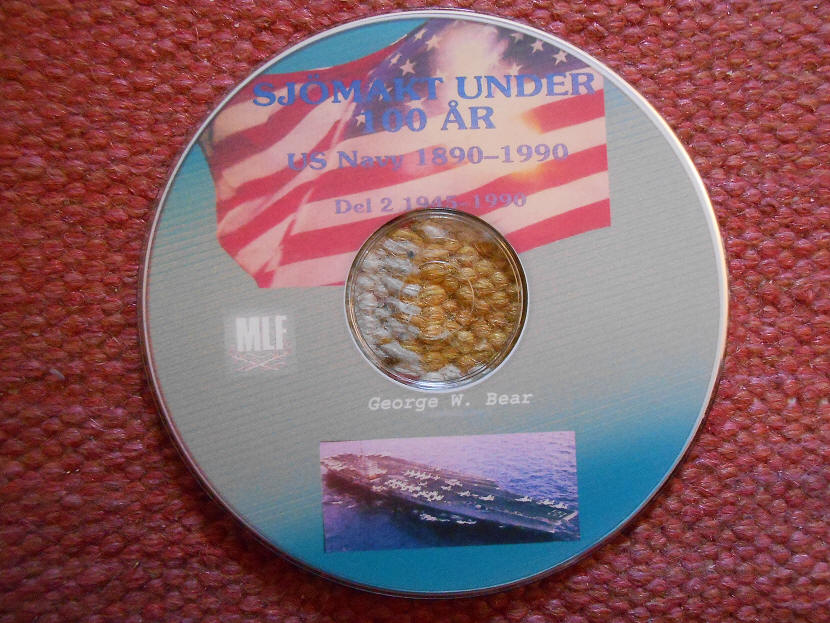 SJÖMAKT UNDER
100 ÅR
US Navy 1890–1990
Del 2 1945–1990
MLF
George W. Bear